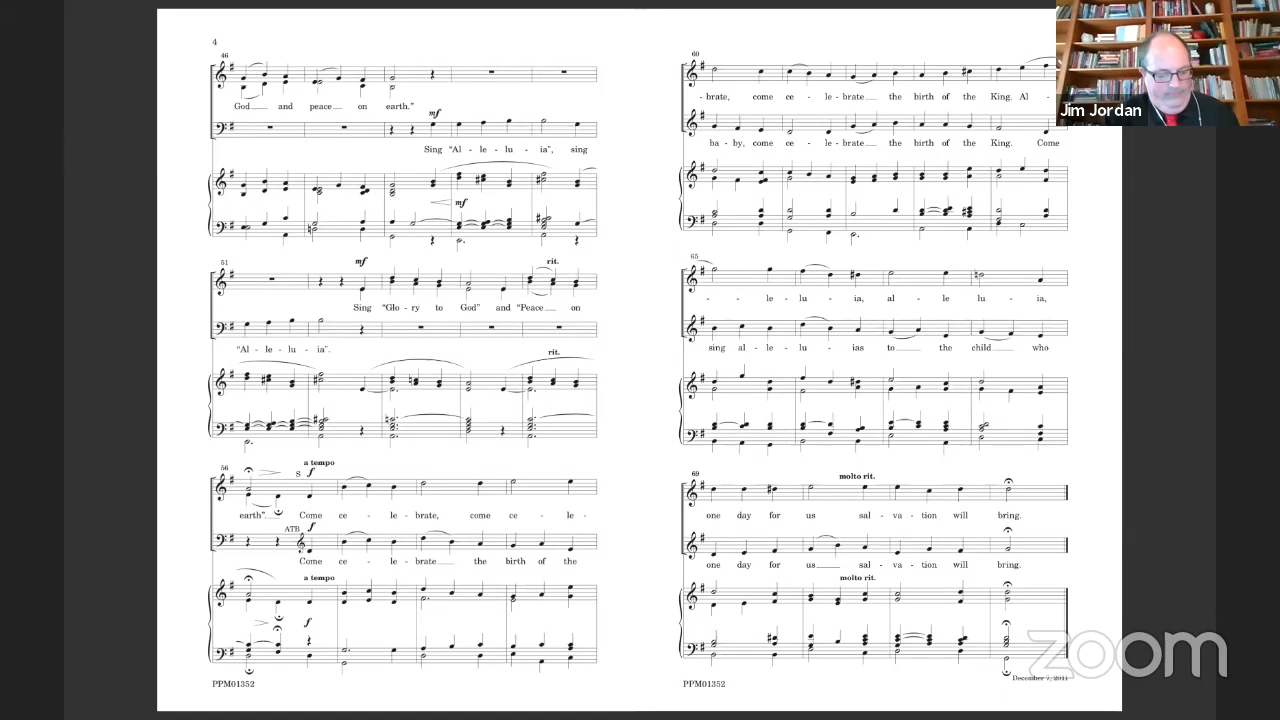 4
46
God and peace on earth."
mf
Sing "Al - le - lu - ia", sing
mf
51
mf
rit.
Sing "Glo - ry to God" and "Peace on
"Al - le - lu - ia".
rit.
56
S
f
a tempo
earth". Come ce - le - brate, come ce - le -
ATB
f
Come ce - le - brate the birth of the
a tempo
f
PPM01352
60
- brate, come ce - le - brate the birth of the King. Al -
ba - by, come ce - le - brate the birth of the King. Come
65
- - le - lu - ia, al - le lu - ia,
sing al - le - lu - ias to the child who
69
molto rit.
one day for us sal - va - tion will bring.
one day for us sal - va - tion will bring.
molto rit.
PPM01352
December 7, 2011
Jim Jordan
zoom